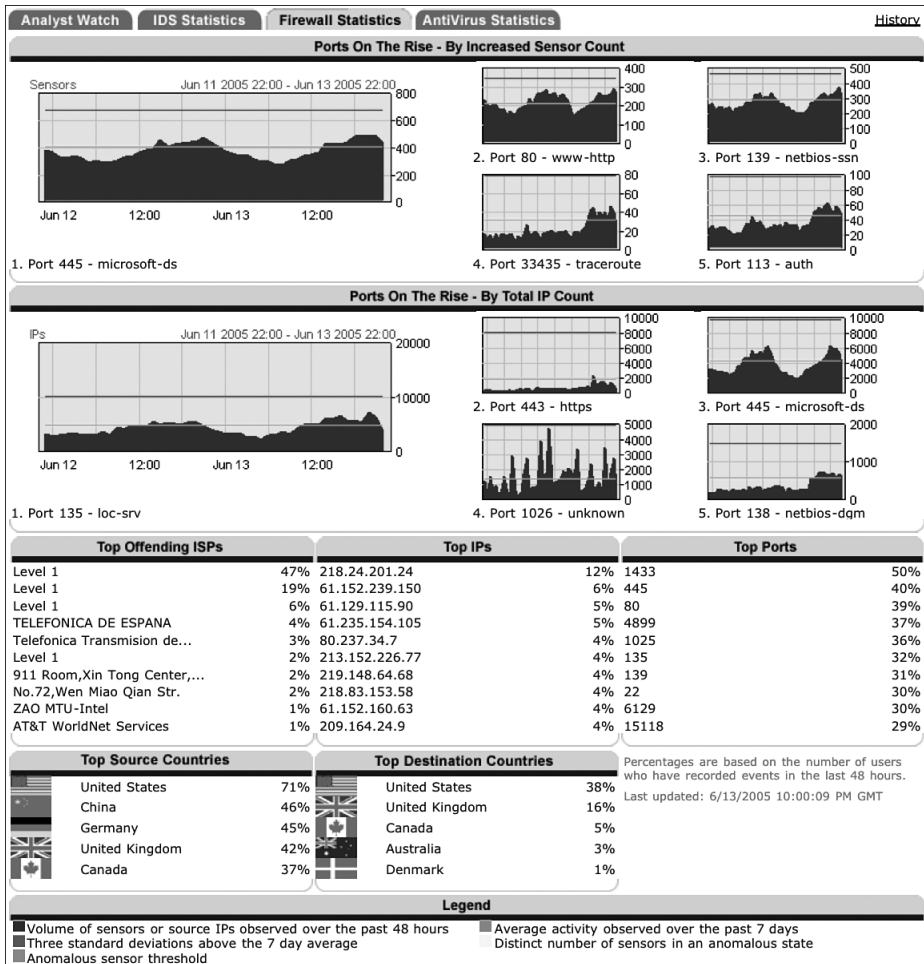 Analyst Watch IDS Statistics Firewall Statistics AntiVirus Statistics History
Ports On The Rise - By Increased Sensor Count
Sensors Jun 11 2005 22:00 - Jun 13 2005 22:00
800
600
400
200
0
Jun 12 12:00 Jun 13 12:00
1. Port 445 - microsoft-ds
400
300
200
100
0
2. Port 80 - www-http
500
400
300
200
100
0
3. Port 139 - netbios-ssn
80
60
40
20
0
4. Port 33435 - traceroute
100
80
60
40
20
0
5. Port 113 - auth
Ports On The Rise - By Total IP Count
IPs Jun 11 2005 22:00 - Jun 13 2005 22:00
20000
10000
0
Jun 12 12:00 Jun 13 12:00
1. Port 135 - loc-srv
10000
8000
6000
4000
2000
0
2. Port 443 - https
10000
8000
6000
4000
2000
0
3. Port 445 - microsoft-ds
5000
4000
3000
2000
1000
0
4. Port 1026 - unknown
2000
1000
0
5. Port 138 - netbios-dgm
Top Offending ISPs
Level 1 47%
Level 1 19%
Level 1 6%
TELEFONICA DE ESPANA 4%
Telefonica Transmision de... 3%
Level 1 2%
911 Room,Xin Tong Center,... 2%
No.72,Wen Miao Qian Str. 2%
ZAO MTU-Intel 1%
AT&T WorldNet Services 1%
Top IPs
218.24.201.24 12%
61.152.239.150 6%
61.129.115.90 5%
61.235.154.105 5%
80.237.34.7 4%
213.152.226.77 4%
219.148.64.68 4%
218.83.153.58 4%
61.152.160.63 4%
209.164.24.9 4%
Top Ports
1433 50%
445 40%
80 39%
4899 37%
1025 36%
135 32%
139 31%
22 30%
6129 30%
15118 29%
Top Source Countries
United States 71%
China 46%
Germany 45%
United Kingdom 42%
Canada 37%
Top Destination Countries
United States 38%
United Kingdom 16%
Canada 5%
Australia 3%
Denmark 1%
Percentages are based on the number of users
who have recorded events in the last 48 hours.
Last updated: 6/13/2005 10:00:09 PM GMT
Legend
Volume of sensors or source IPs observed over the past 48 hours
Three standard deviations above the 7 day average
Anomalous sensor threshold
Average activity observed over the past 7 days
Distinct number of sensors in an anomalous state